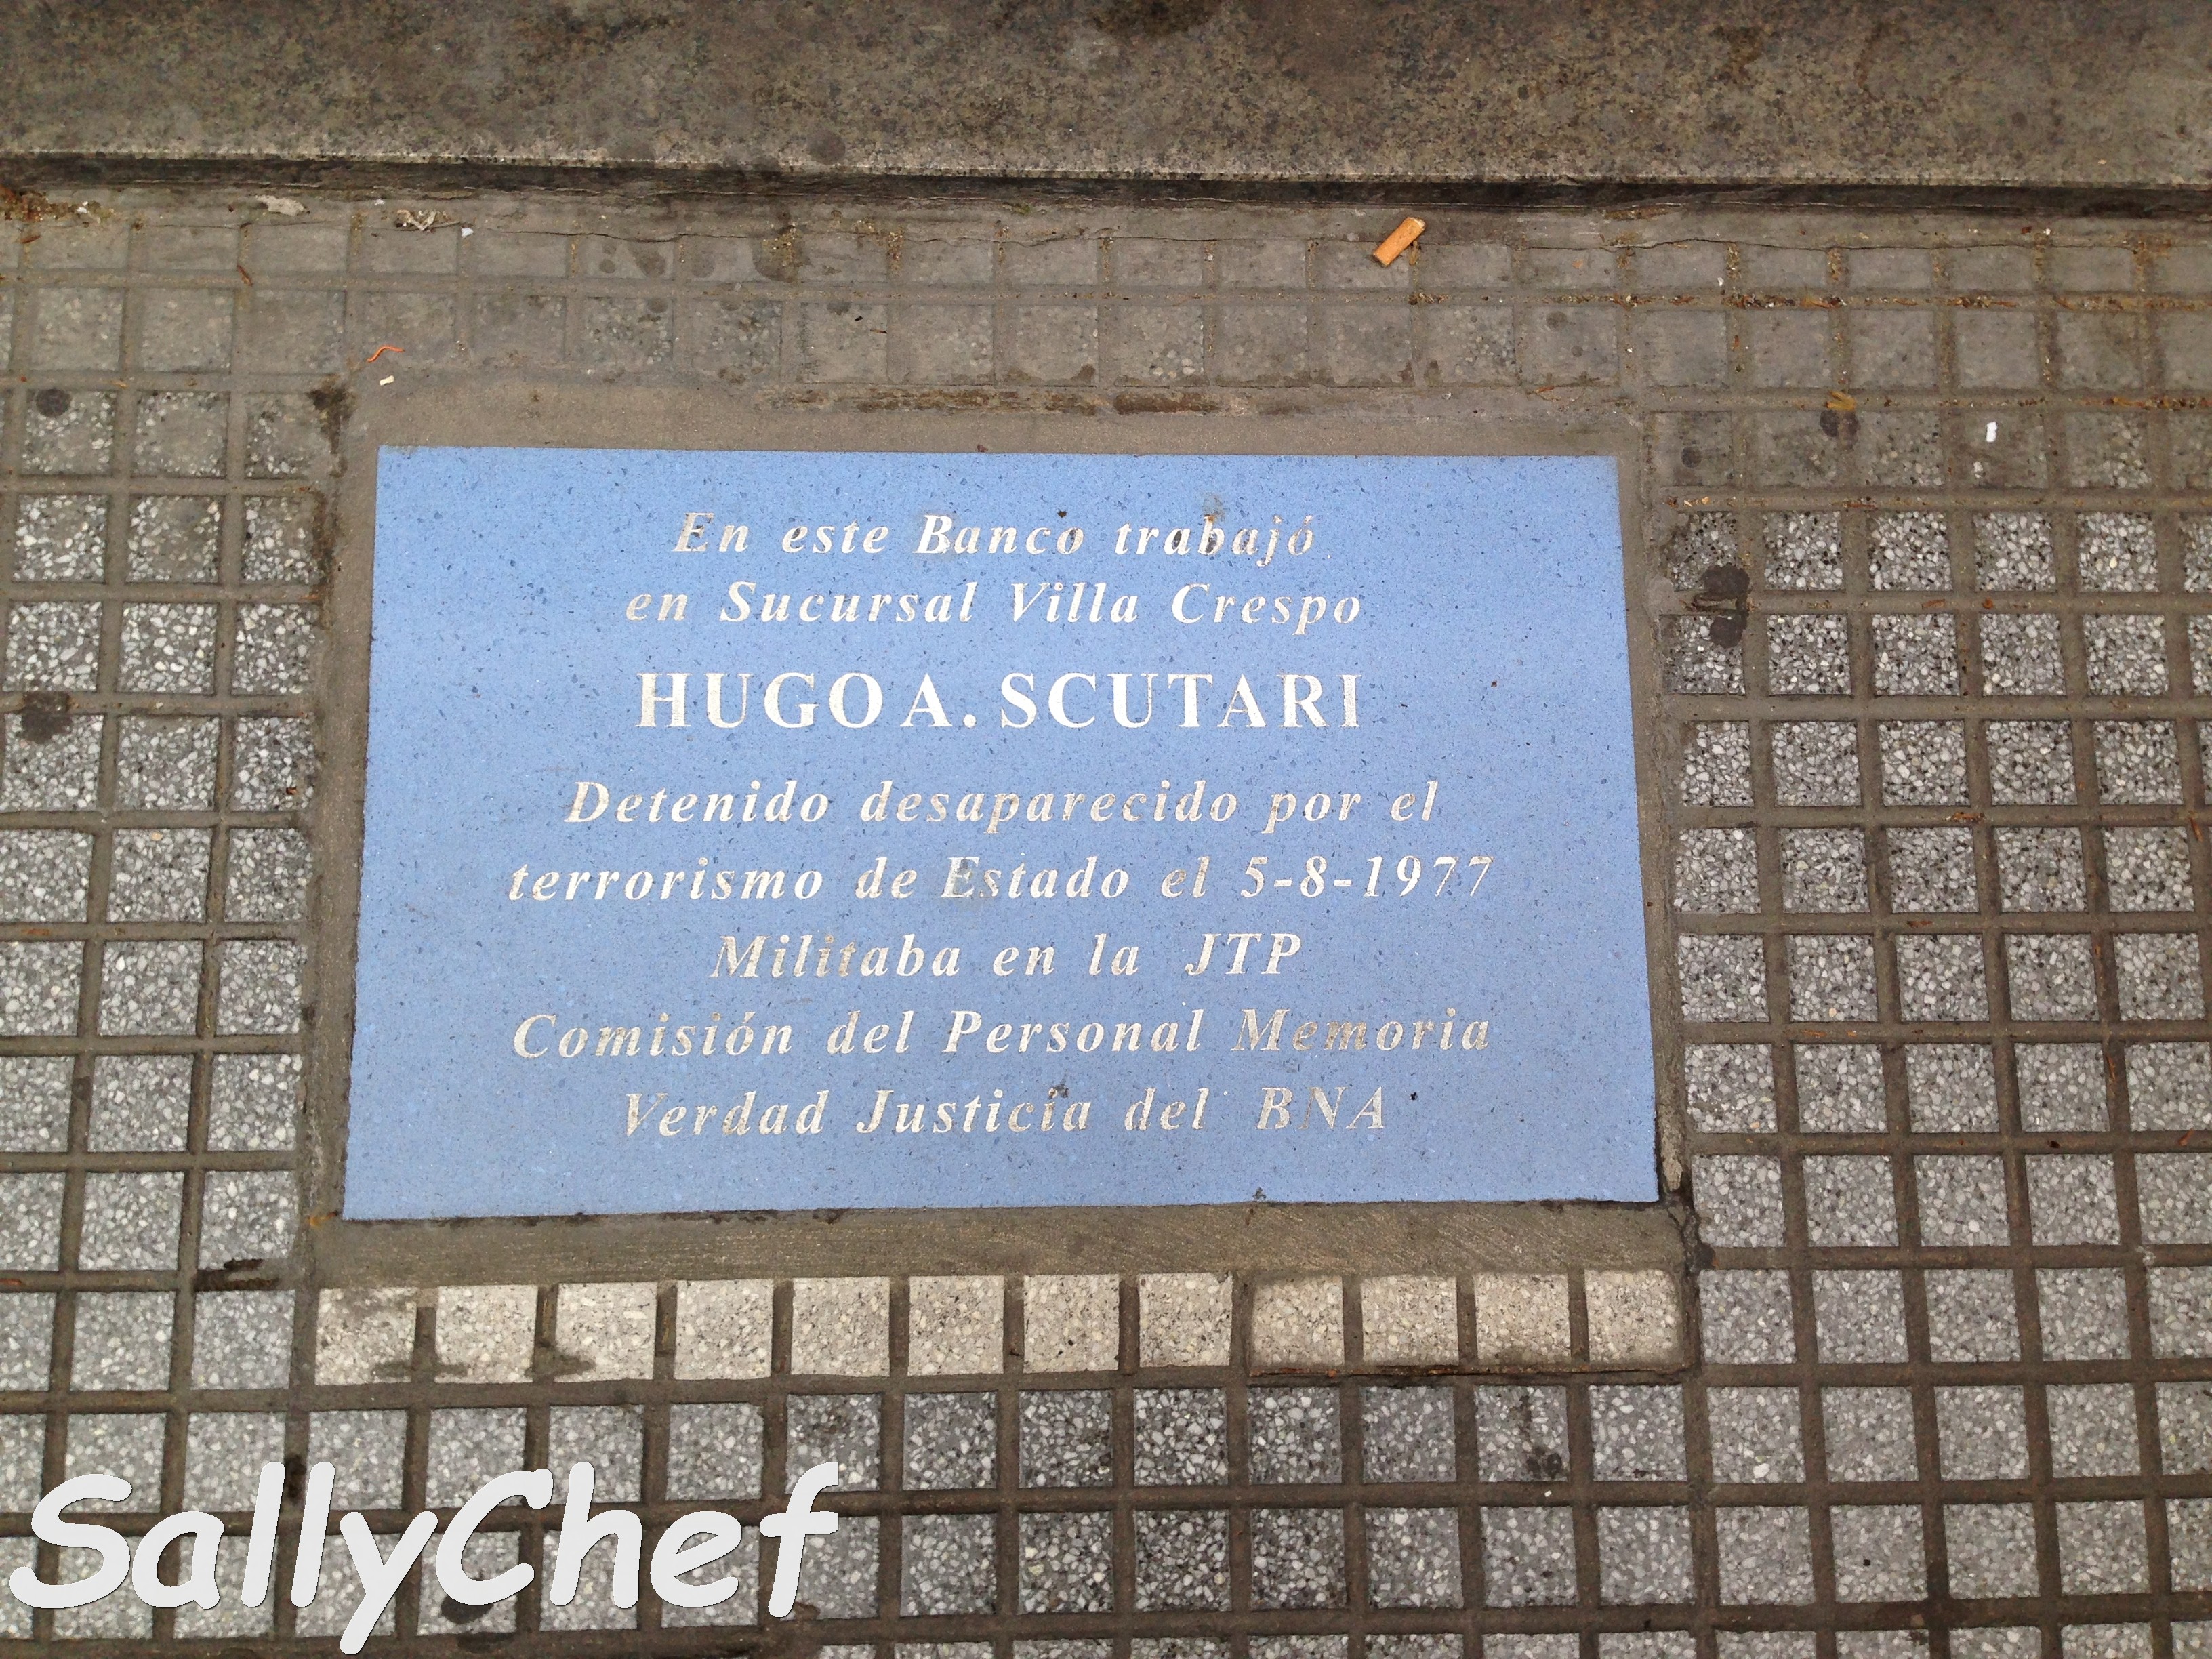 En este Banco trabajó
en Sucursal Villa Crespo
HUGO A. SCUTARI
Detenido desaparecido por el
terrorismo de Estado el 5-8-1977
Militaba en la JTP
Comisión del Personal Memoria
Verdad Justicia del BNA
SallyChef